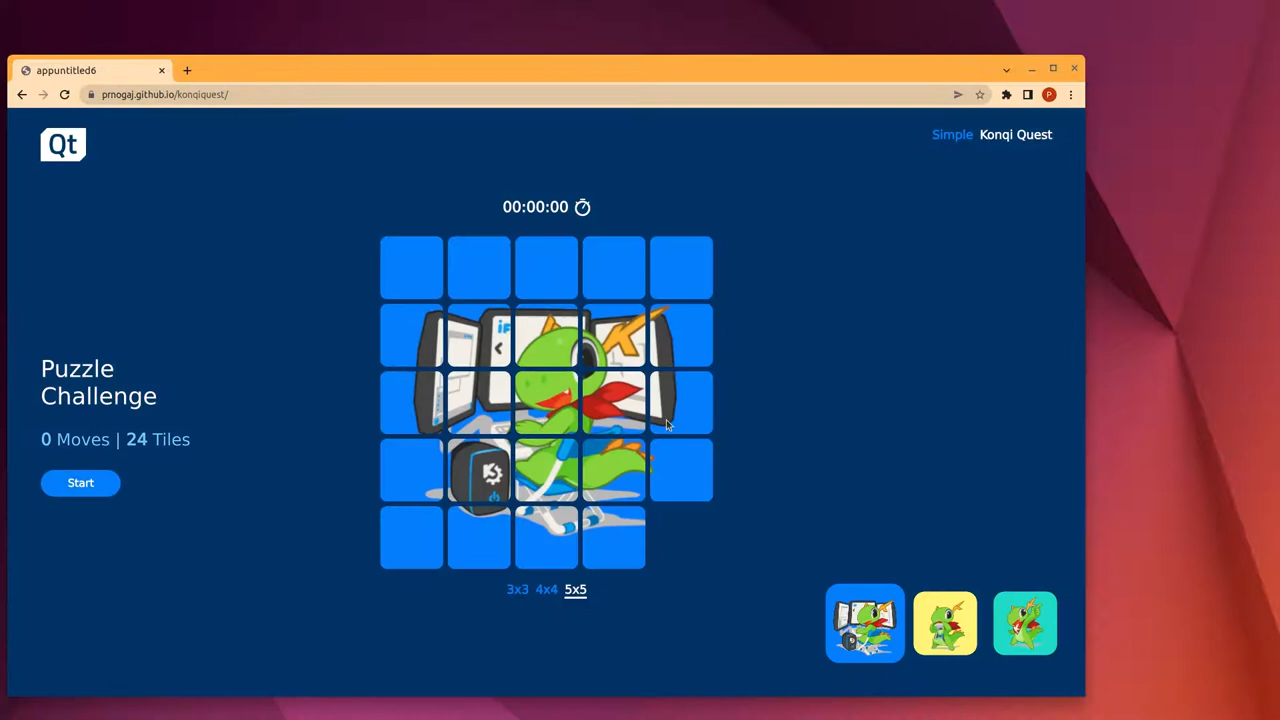 appuntitled6
prnogaj.github.io/konqiquest/
P
Qt
Simple Konqi Quest
00:00:00
Puzzle
Challenge
0 Moves | 24 Tiles
Start
3x3 4x4 5x5